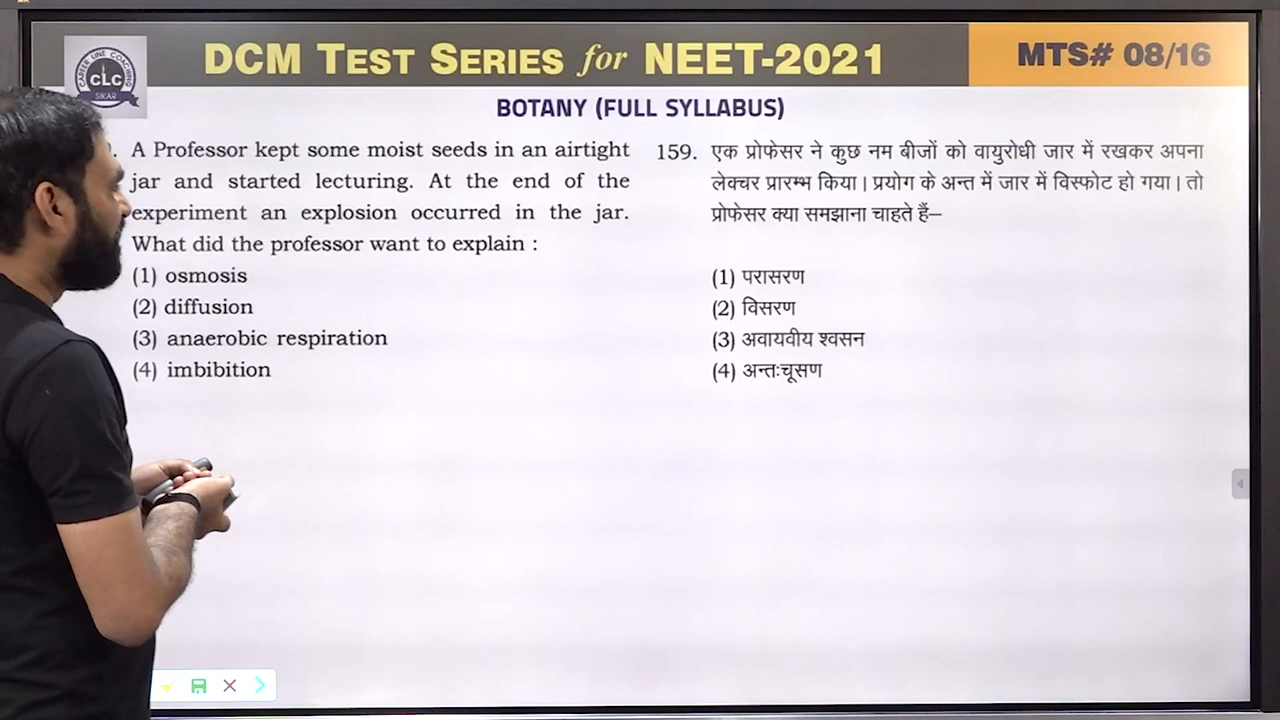 DCM TEST SERIES for NEET-2021
MTS# 08/16
CAREER LINE COACHING
CLC
SIKAR
BOTANY (FULL SYLLABUS)
. A Professor kept some moist seeds in an airtight
jar and started lecturing. At the end of the
experiment an explosion occurred in the jar.
What did the professor want to explain :
(1) osmosis
(2) diffusion
(3) anaerobic respiration
(4) imbibition
159. एक प्रोफेसर ने कुछ नम बीजों को वायुरोधी जार में रखकर अपना
लेक्चर प्रारम्भ किया। प्रयोग के अन्त में जार में विस्फोट हो गया। तो
प्रोफेसर क्या समझाना चाहते हैं–
(1) परासरण
(2) विसरण
(3) अवायवीय श्वसन
(4) अन्तःचूसण